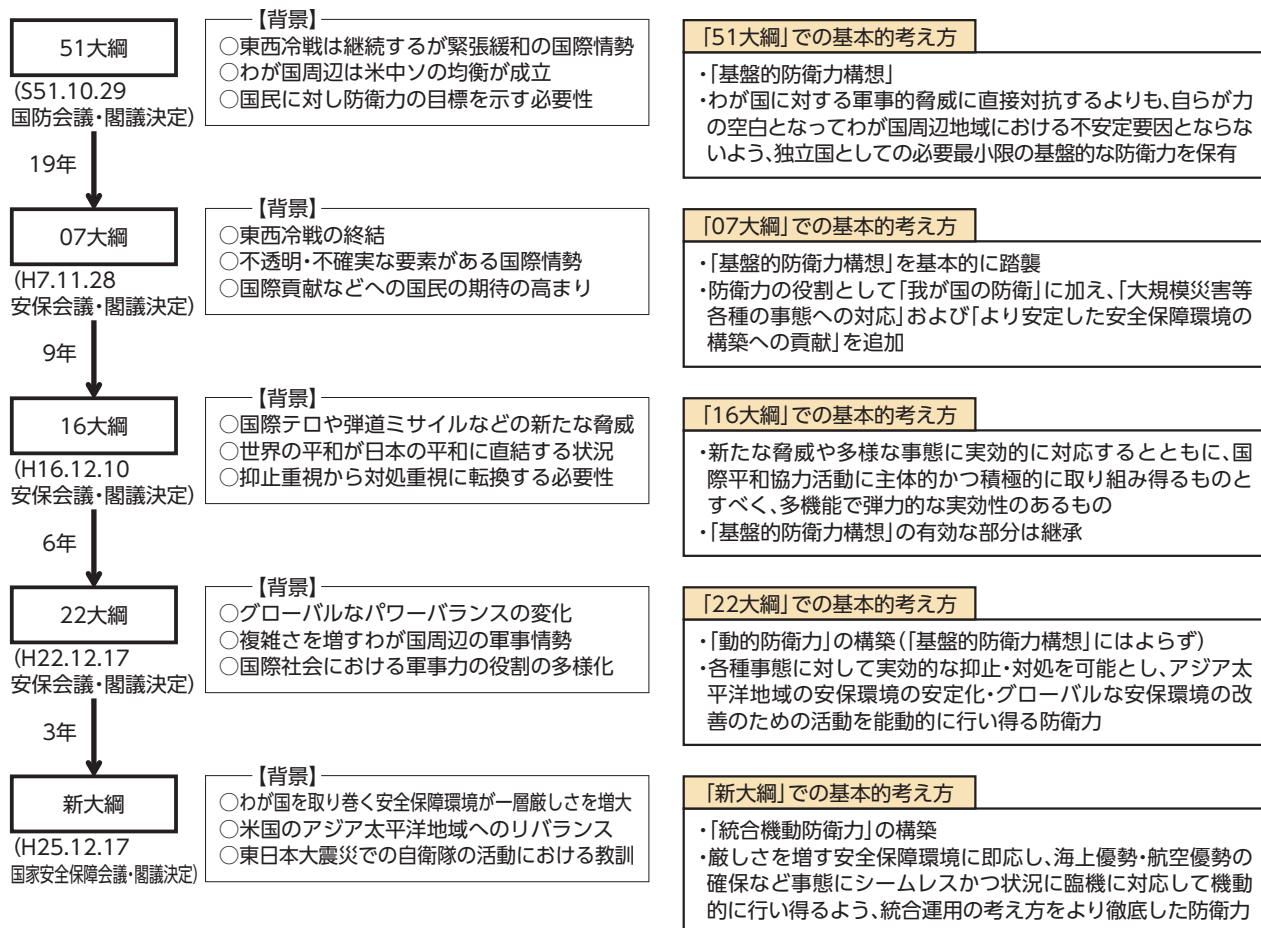 51大綱
(S51.10.29
国防会議・閣議決定)
【背景】
○東西冷戦は継続するが緊張緩和の国際情勢
○わが国周辺は米中ソの均衡が成立
○国民に対し防衛力の目標を示す必要性
「51大綱」での基本的考え方
・「基盤的防衛力構想」
・わが国に対する軍事的脅威に直接対抗するよりも、自らが力
の空白となってわが国周辺地域における不安定要因とならな
いよう、独立国としての必要最小限の基盤的な防衛力を保有
19年
07大綱
(H7.11.28
安保会議・閣議決定)
【背景】
○東西冷戦の終結
○不透明・不確実な要素がある国際情勢
○国際貢献などへの国民の期待の高まり
「07大綱」での基本的考え方
・「基盤的防衛力構想」を基本的に踏襲
・防衛力の役割として「我が国の防衛」に加え、「大規模災害等
各種の事態への対応」および「より安定した安全保障環境の
構築への貢献」を追加
9年
16大綱
(H16.12.10
安保会議・閣議決定)
【背景】
○国際テロや弾道ミサイルなどの新たな脅威
○世界の平和が日本の平和に直結する状況
○抑止重視から対処重視に転換する必要性
「16大綱」での基本的考え方
・新たな脅威や多様な事態に実効的に対応するとともに、国
際平和協力活動に主体的かつ積極的に取り組み得るものと
すべく、多機能で弾力的な実効性のあるもの
・「基盤的防衛力構想」の有効な部分は継承
6年
22大綱
(H22.12.17
安保会議・閣議決定)
【背景】
○グローバルなパワーバランスの変化
○複雑さを増すわが国周辺の軍事情勢
○国際社会における軍事力の役割の多様化
「22大綱」での基本的考え方
・「動的防衛力」の構築(「基盤的防衛力構想」にはよらず)
・各種事態に対して実効的な抑止・対処を可能とし、アジア太
平洋地域の安保環境の安定化・グローバルな安保環境の改
善のための活動を能動的に行い得る防衛力
3年
新大綱
(H25.12.17
国家安全保障会議・閣議決定)
【背景】
○わが国を取り巻く安全保障環境が一層厳しさを増大
○米国のアジア太平洋地域へのリバランス
○東日本大震災での自衛隊の活動における教訓
「新大綱」での基本的考え方
・「統合機動防衛力」の構築
・厳しさを増す安全保障環境に即応し、海上優勢・航空優勢の
確保など事態にシームレスかつ状況に臨機に対応して機動
的に行い得るよう、統合運用の考え方をより徹底した防衛力